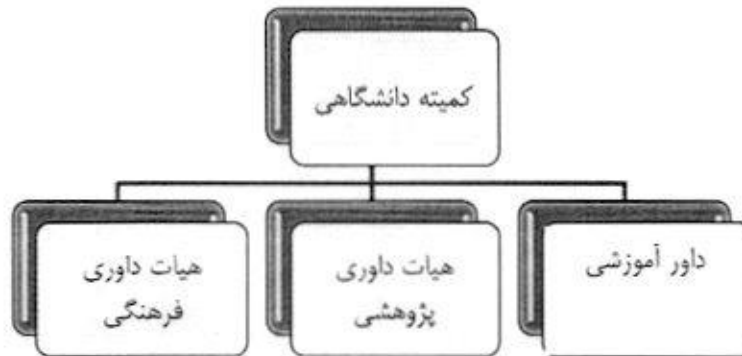 کمیته دانشگاهی
داور آموزشی
هیات داوری
پژوهشی
هیات داوری
فرهنگی